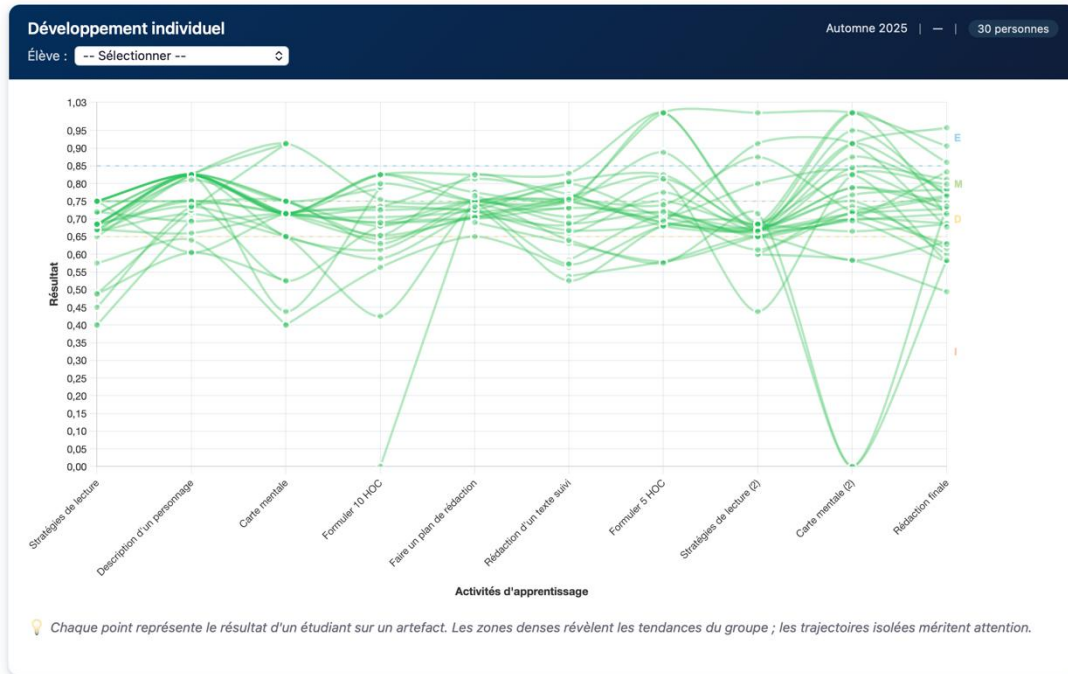 Développement individuel
Automne 2025 | — | 30 personnes
Élève : -- Sélectionner --
1,03
0,95
0,90
0,85
0,80
0,75
0,70
0,65
0,60
0,55
0,50
0,45
0,40
0,35
0,30
0,25
0,20
0,15
0,10
0,05
0,00
Résultat
E
M
D
I
Stratégies de lecture
Description d'un personnage
Carte mentale
Formuler 10 HOC
Faire un plan de rédaction
Rédaction d'un texte suivi
Formuler 5 HOC
Stratégies de lecture (2)
Carte mentale (2)
Rédaction finale
Activités d'apprentissage
Chaque point représente le résultat d'un étudiant sur un artefact. Les zones denses révèlent les tendances du groupe ; les trajectoires isolées méritent attention.